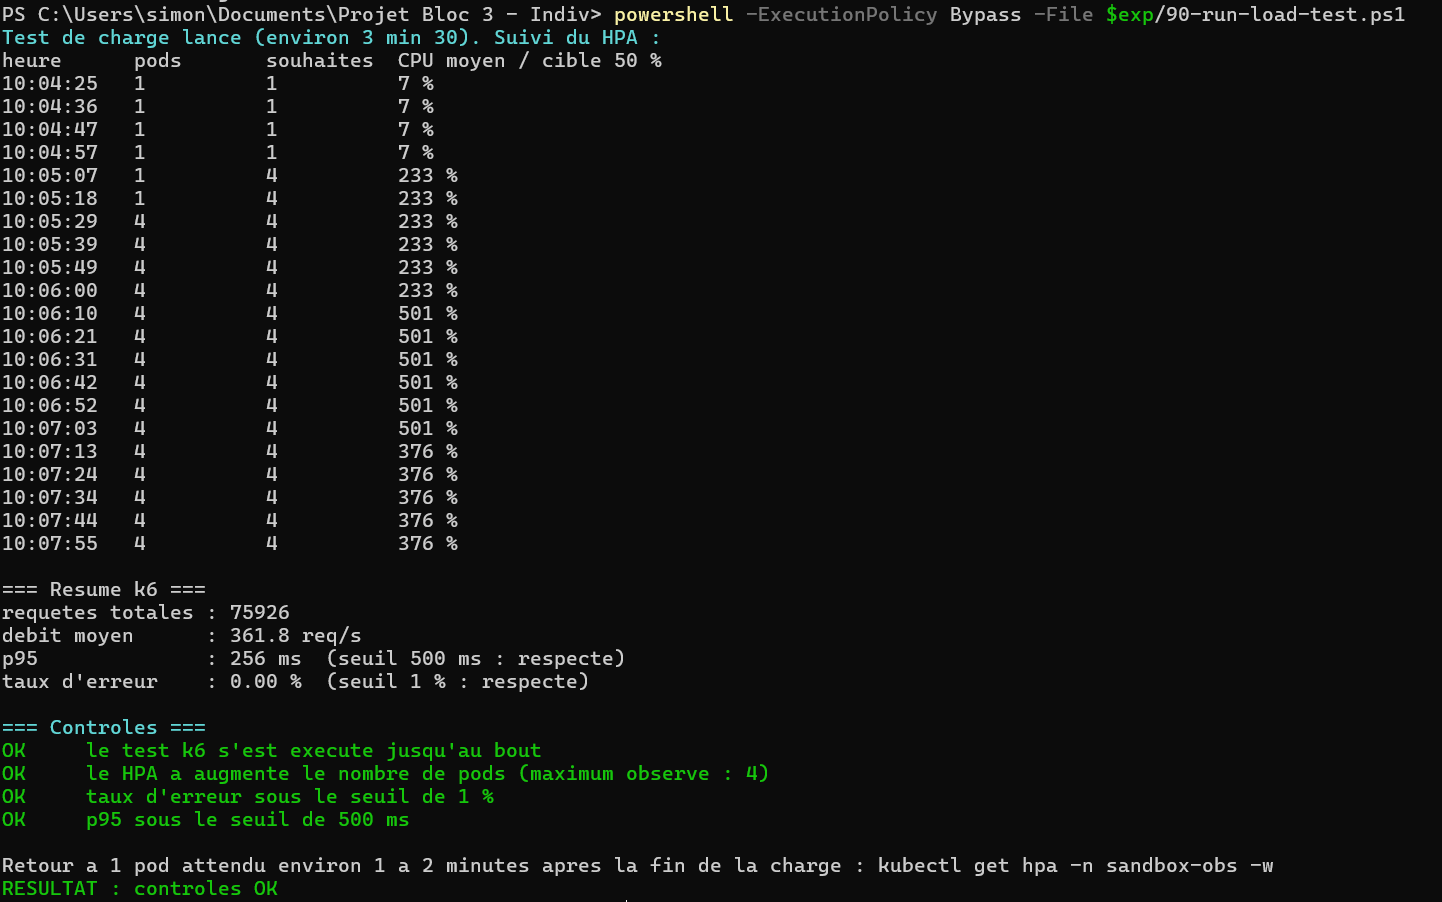 PS C:\Users\simon\Documents\Projet Bloc 3 - Indiv> powershell -ExecutionPolicy Bypass -File $exp/90-run-load-test.ps1
Test de charge lance (environ 3 min 30). Suivi du HPA :
heure      pods       souhaites  CPU moyen / cible 50 %
10:04:25   1          1          7 %
10:04:36   1          1          7 %
10:04:47   1          1          7 %
10:04:57   1          1          7 %
10:05:07   1          4          233 %
10:05:18   1          4          233 %
10:05:29   4          4          233 %
10:05:39   4          4          233 %
10:05:49   4          4          233 %
10:06:00   4          4          233 %
10:06:10   4          4          501 %
10:06:21   4          4          501 %
10:06:31   4          4          501 %
10:06:42   4          4          501 %
10:06:52   4          4          501 %
10:07:03   4          4          501 %
10:07:13   4          4          376 %
10:07:24   4          4          376 %
10:07:34   4          4          376 %
10:07:44   4          4          376 %
10:07:55   4          4          376 %
=== Resume k6 ===
requetes totales : 75926
debit moyen      : 361.8 req/s
p95              : 256 ms  (seuil 500 ms : respecte)
taux d'erreur    : 0.00 %  (seuil 1 % : respecte)
=== Controles ===
OK     le test k6 s'est execute jusqu'au bout
OK     le HPA a augmente le nombre de pods (maximum observe : 4)
OK     taux d'erreur sous le seuil de 1 %
OK     p95 sous le seuil de 500 ms
Retour a 1 pod attendu environ 1 a 2 minutes apres la fin de la charge : kubectl get hpa -n sandbox-obs -w
RESULTAT : controles OK